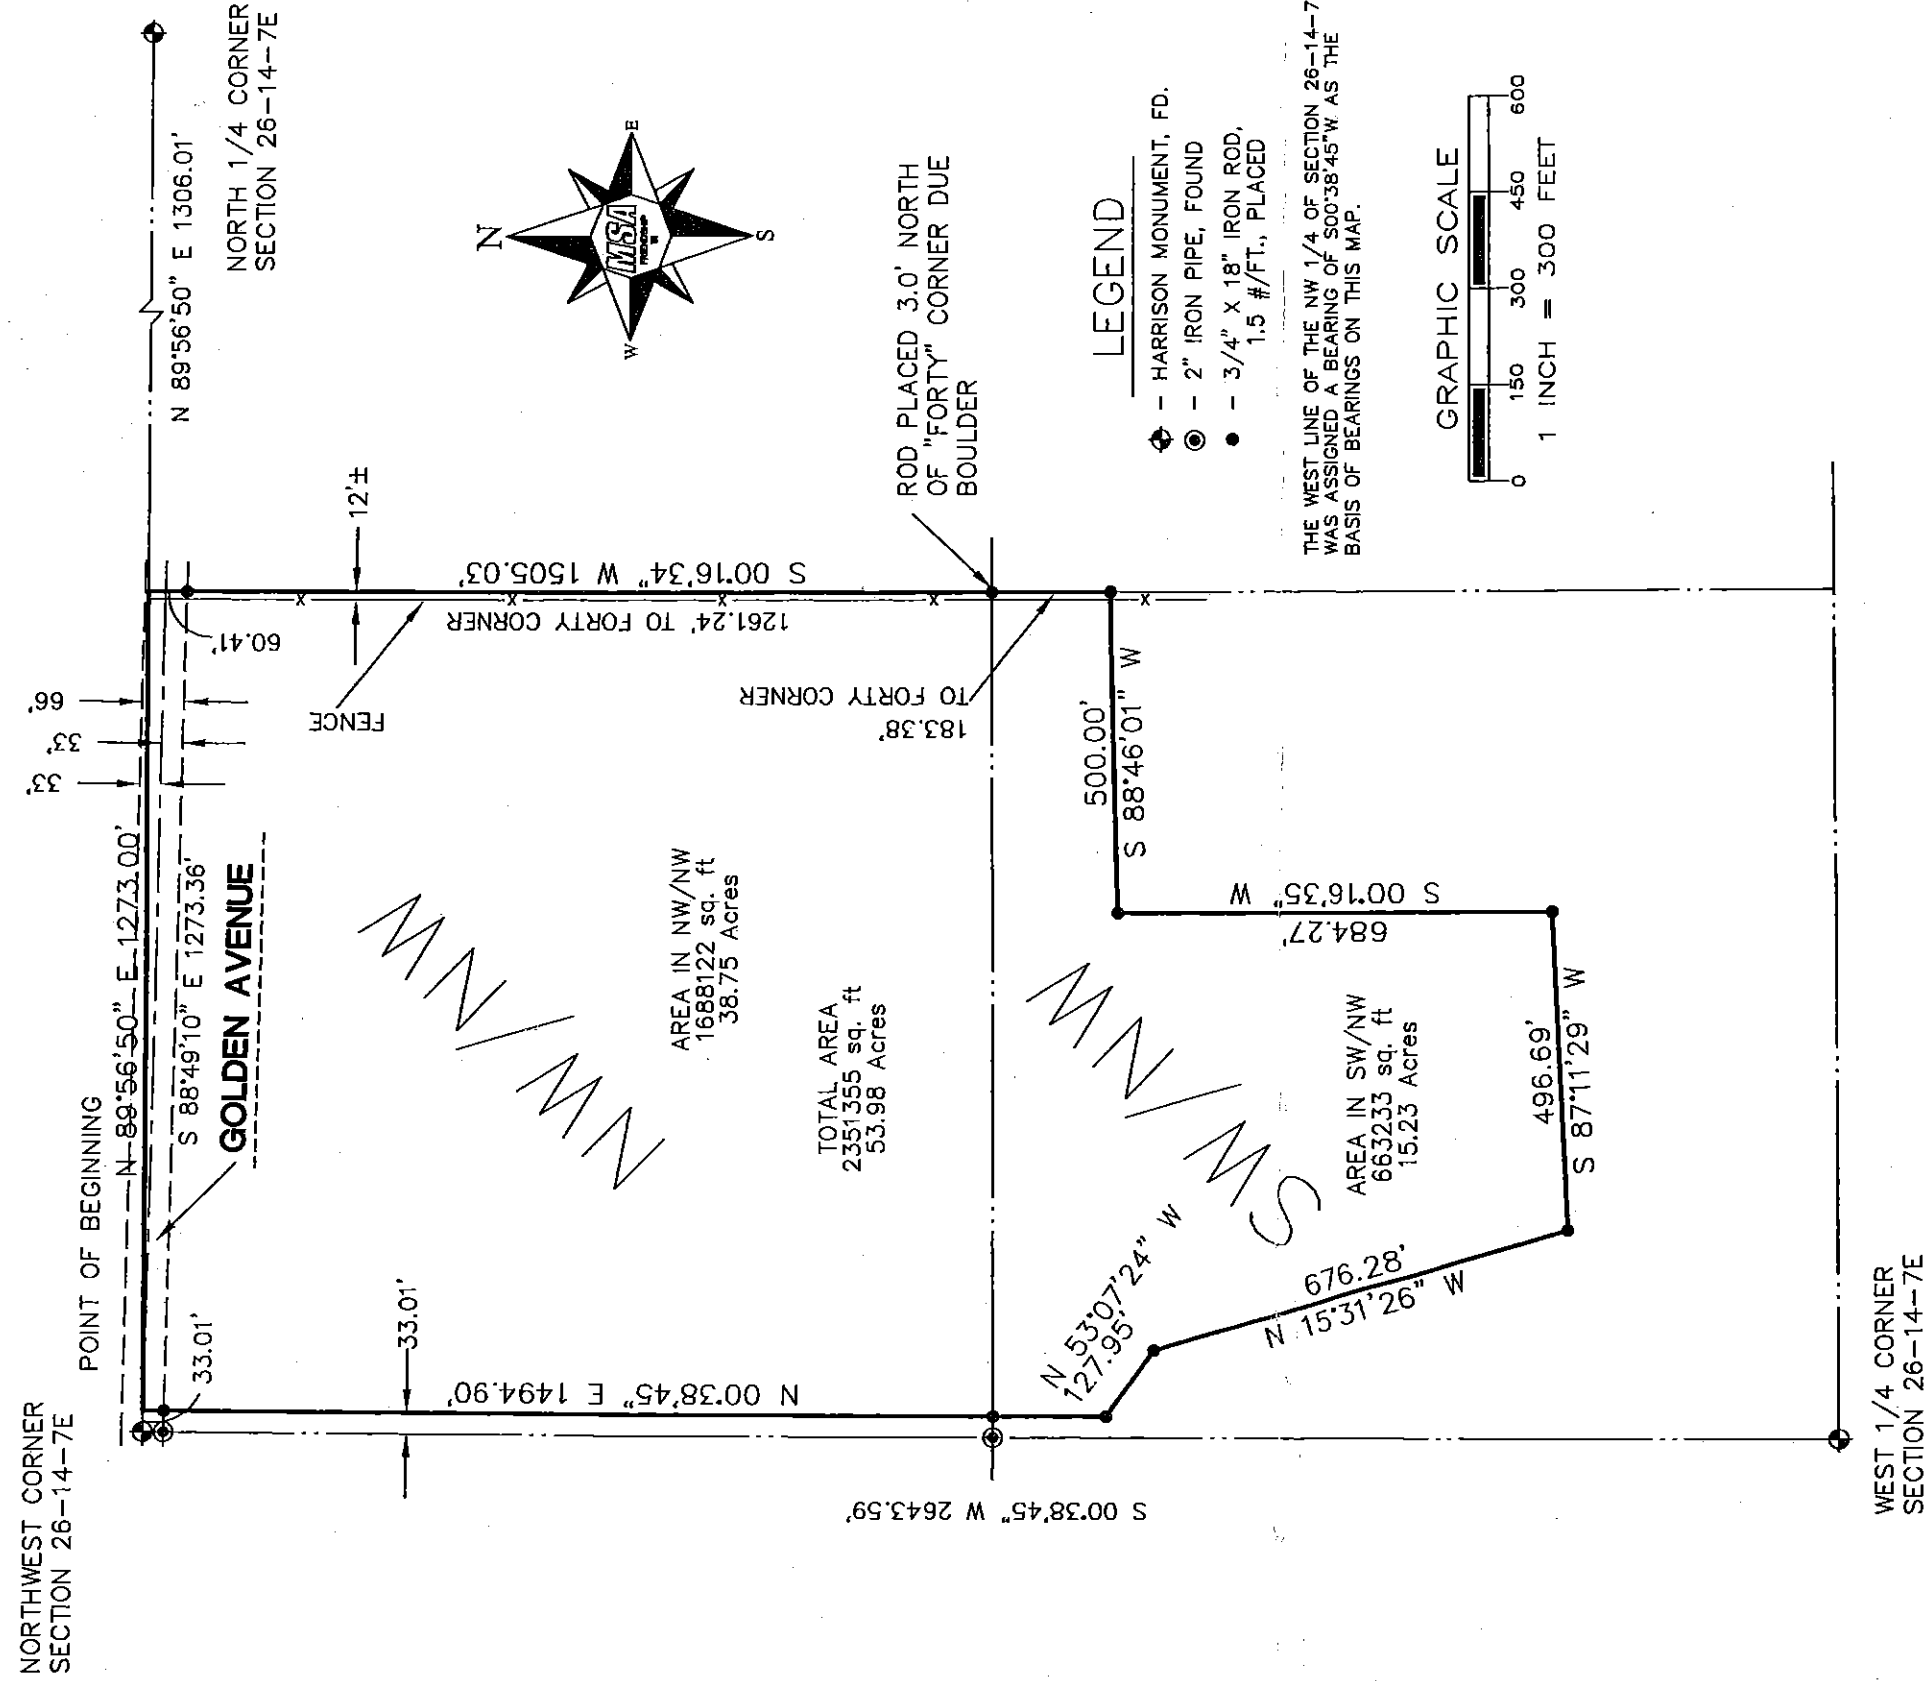 NORTHWEST CORNER
SECTION 26-14-7E
POINT OF BEGINNING
N 89°56'50" E 1273.00'
S 88°49'10" E 1273.36'
GOLDEN AVENUE
33'
33'
66'
60.41'
33.01'
33.01'
N 89°56'50" E 1306.01'
NORTH 1/4 CORNER
SECTION 26-14-7E
N
E
S
W
MSA
FRIENDSHIP
WI
12'±
FENCE
S 00°16'34" W 1505.03'
1261.24' TO FORTY CORNER
183.38'
TO FORTY CORNER
ROD PLACED 3.0' NORTH
OF "FORTY" CORNER DUE
BOULDER
NW/NW
AREA IN NW/NW
1688122 sq. ft
38.75 Acres
TOTAL AREA
2351355 sq. ft
53.98 Acres
N 00°38'45" E 1494.90'
S 00°38'45" W 2643.59'
500.00'
S 88°46'01" W
S 00°16'35" W
684.27'
SW/NW
AREA IN SW/NW
663233 sq. ft
15.23 Acres
496.69'
S 87°11'29" W
676.28'
N 15°31'26" W
N 53°07'24" W
127.95'
WEST 1/4 CORNER
SECTION 26-14-7E
LEGEND
- HARRISON MONUMENT, FD.
- 2" IRON PIPE, FOUND
- 3/4" X 18" IRON ROD,
1.5 #/FT., PLACED
THE WEST LINE OF THE NW 1/4 OF SECTION 26-14-7
WAS ASSIGNED A BEARING OF S00°38'45"W AS THE
BASIS OF BEARINGS ON THIS MAP.
GRAPHIC SCALE
0 150 300 450 600
1 INCH = 300 FEET